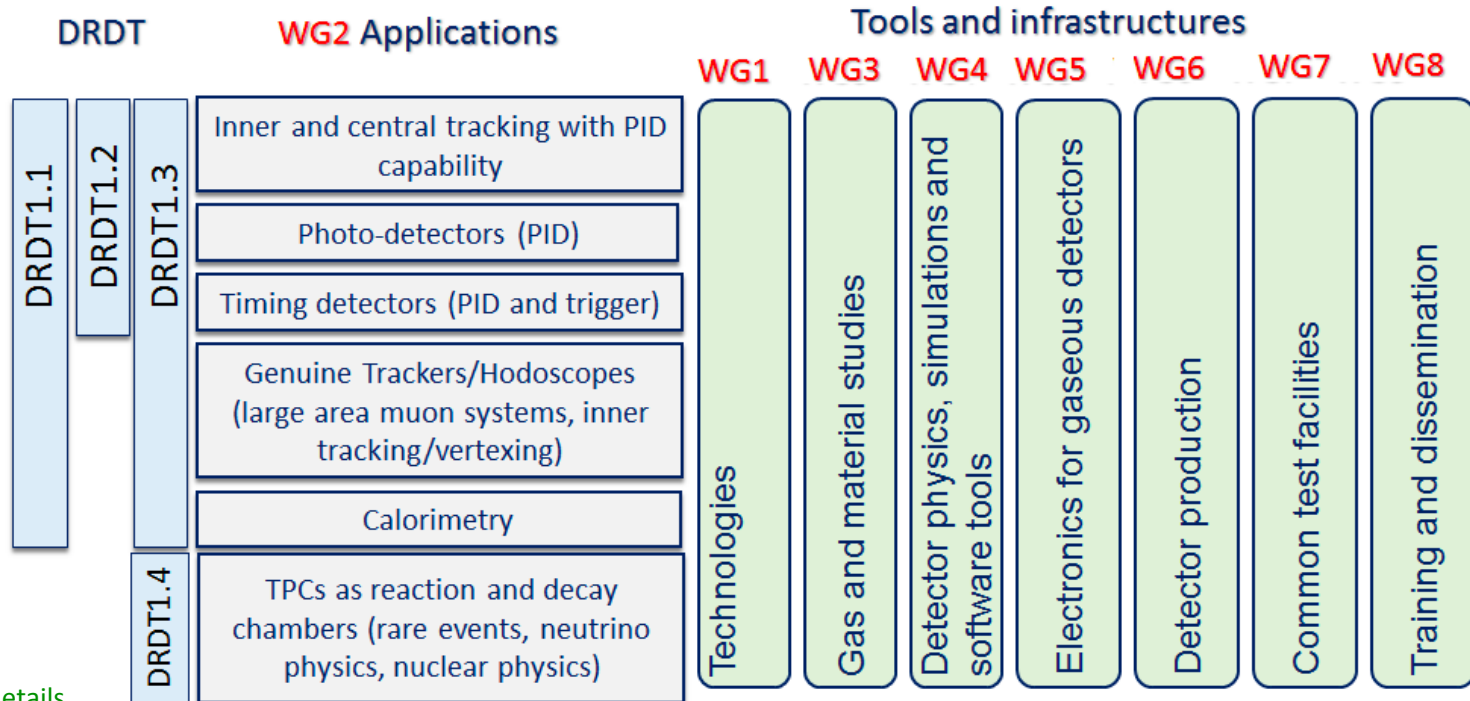 DRDT
WG2 Applications
Tools and infrastructures
WG1
WG3
WG4
WG5
WG6
WG7
WG8
DRDT1.1
DRDT1.2
DRDT1.3
DRDT1.4
Inner and central tracking with PID
capability
Photo-detectors (PID)
Timing detectors (PID and trigger)
Genuine Trackers/Hodoscopes
(large area muon systems, inner
tracking/vertexing)
Calorimetry
TPCs as reaction and decay
chambers (rare events, neutrino
physics, nuclear physics)
Technologies
Gas and material studies
Detector physics, simulations and
software tools
Electronics for gaseous detectors
Detector production
Common test facilities
Training and dissemination
etails